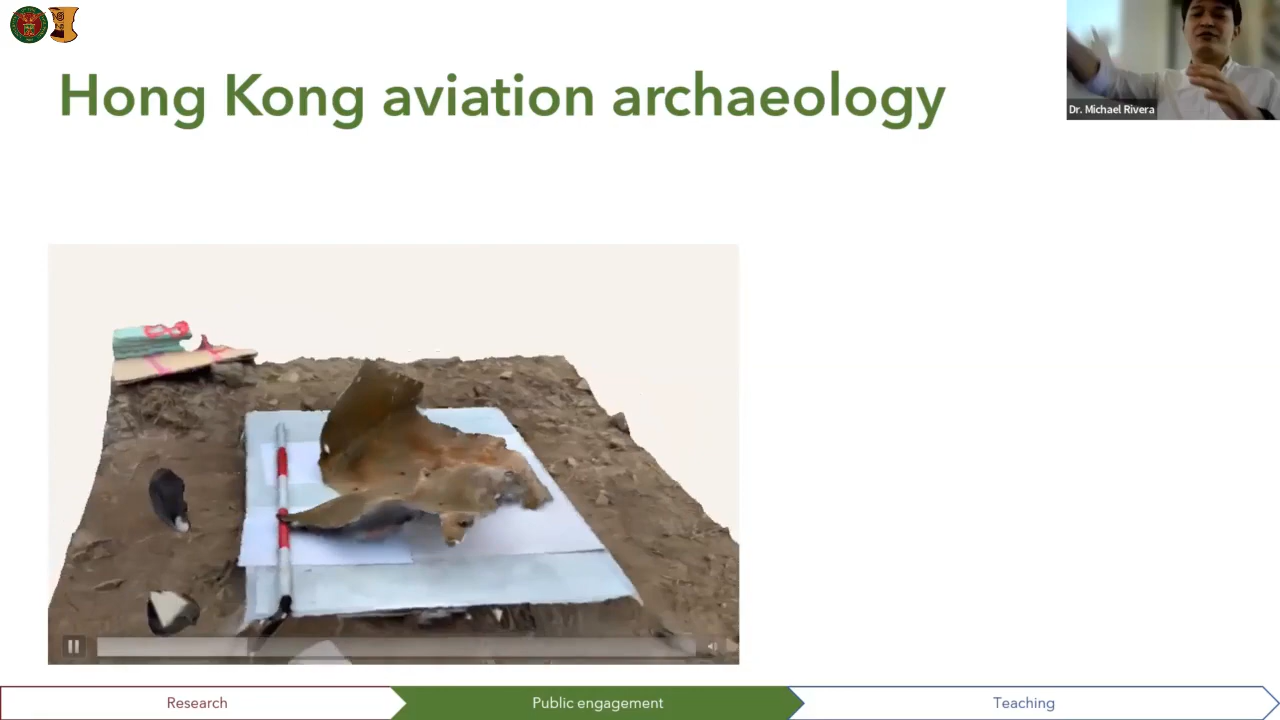 Hong Kong aviation archaeology
Dr. Michael Rivera
Research
Public engagement
Teaching